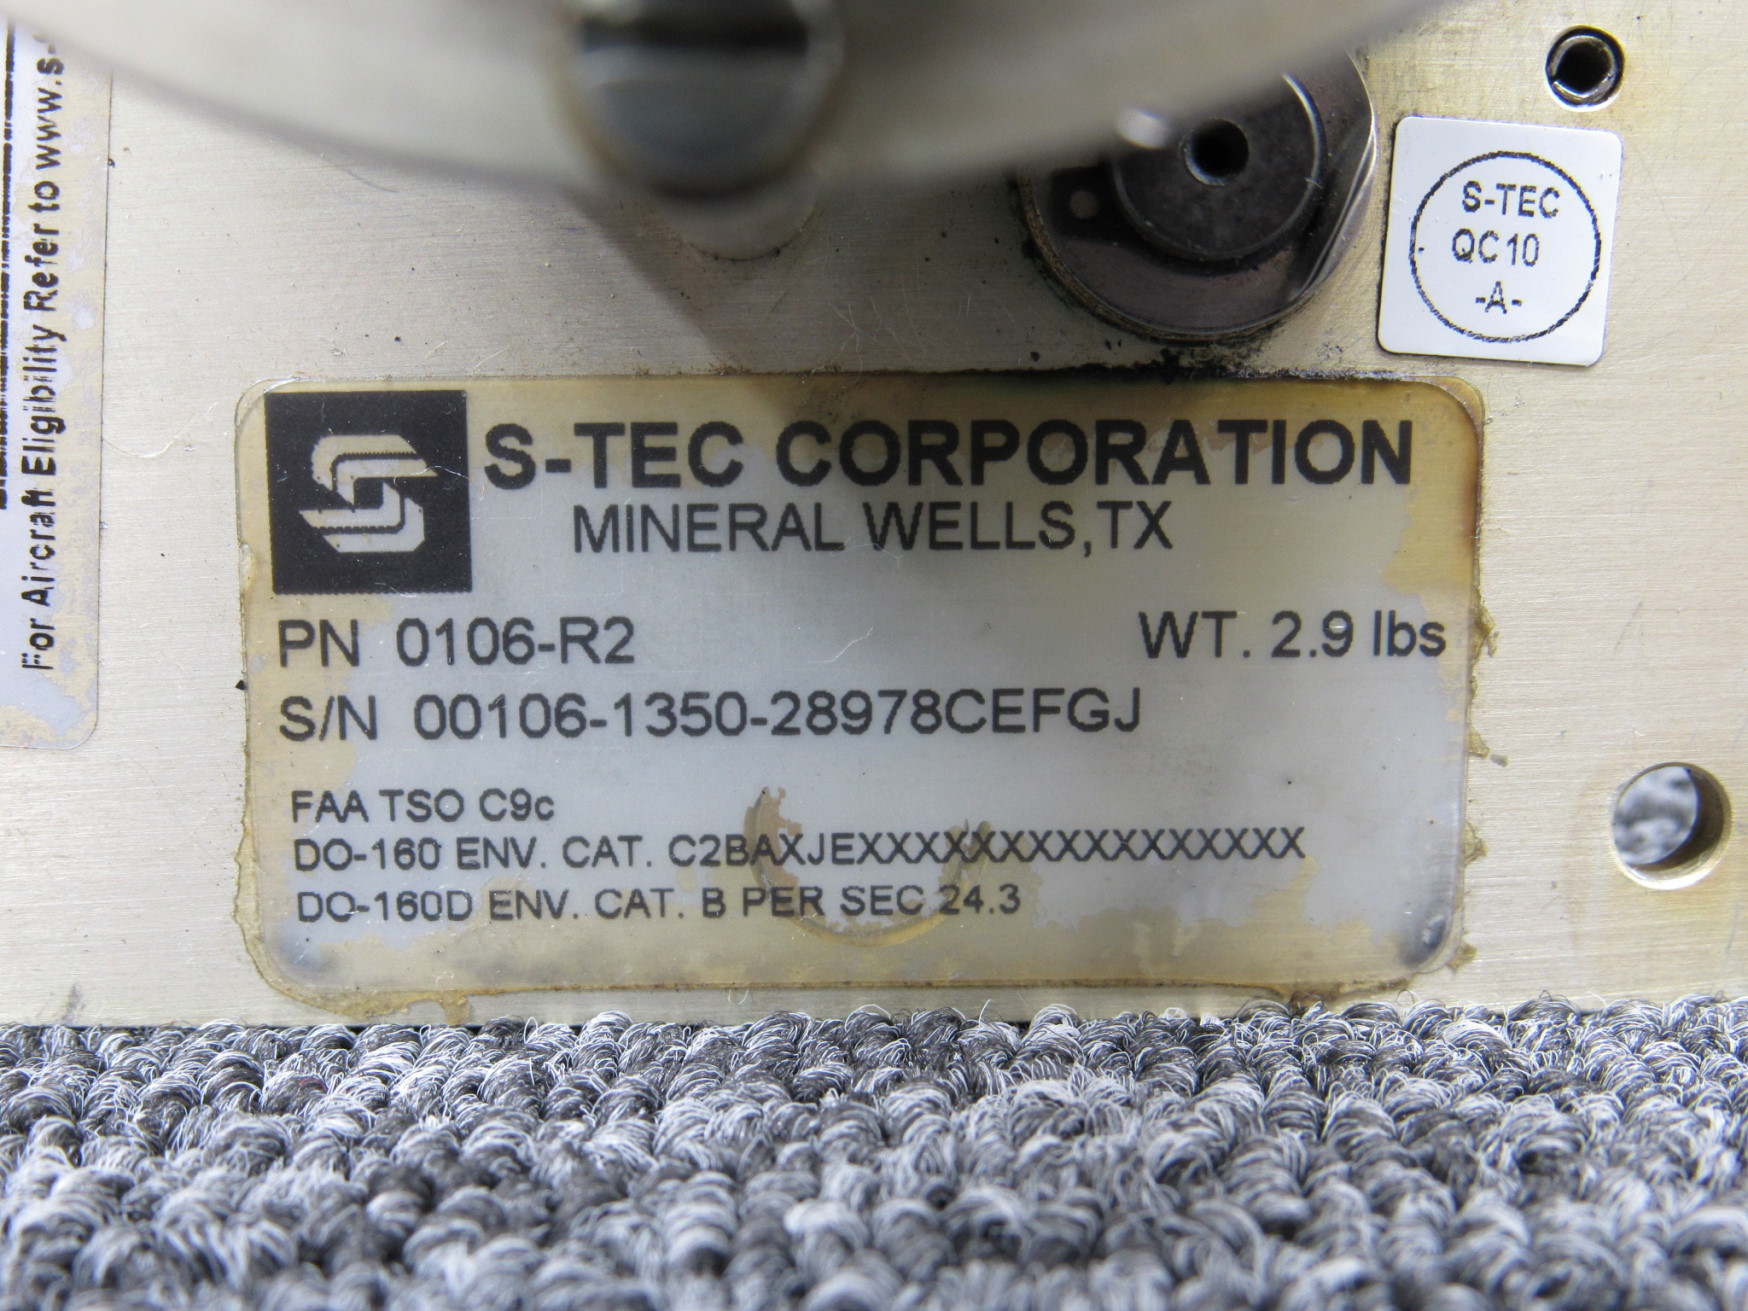 For Aircraft Eligibility Refer to www.s-
S-TEC
QC10
-A-
S-TEC CORPORATION
MINERAL WELLS,TX
PN 0106-R2 WT. 2.9 lbs
S/N 00106-1350-28978CEFGJ
FAA TSO C9c
DO-160 ENV. CAT. C2BAXJEXXXXXXXXXXXXXXXXX
DO-160D ENV. CAT. B PER SEC 24.3